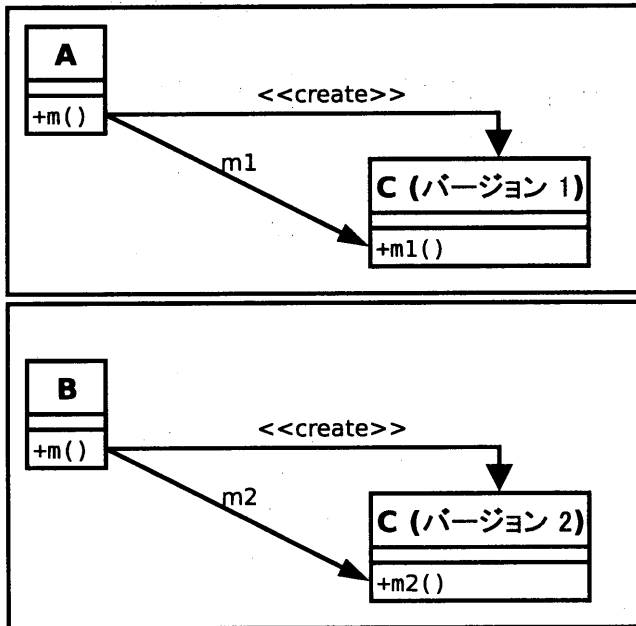 A
+m()
<<create>>
m1
C (バージョン 1)
+m1()
B
+m()
<<create>>
m2
C (バージョン 2)
+m2()